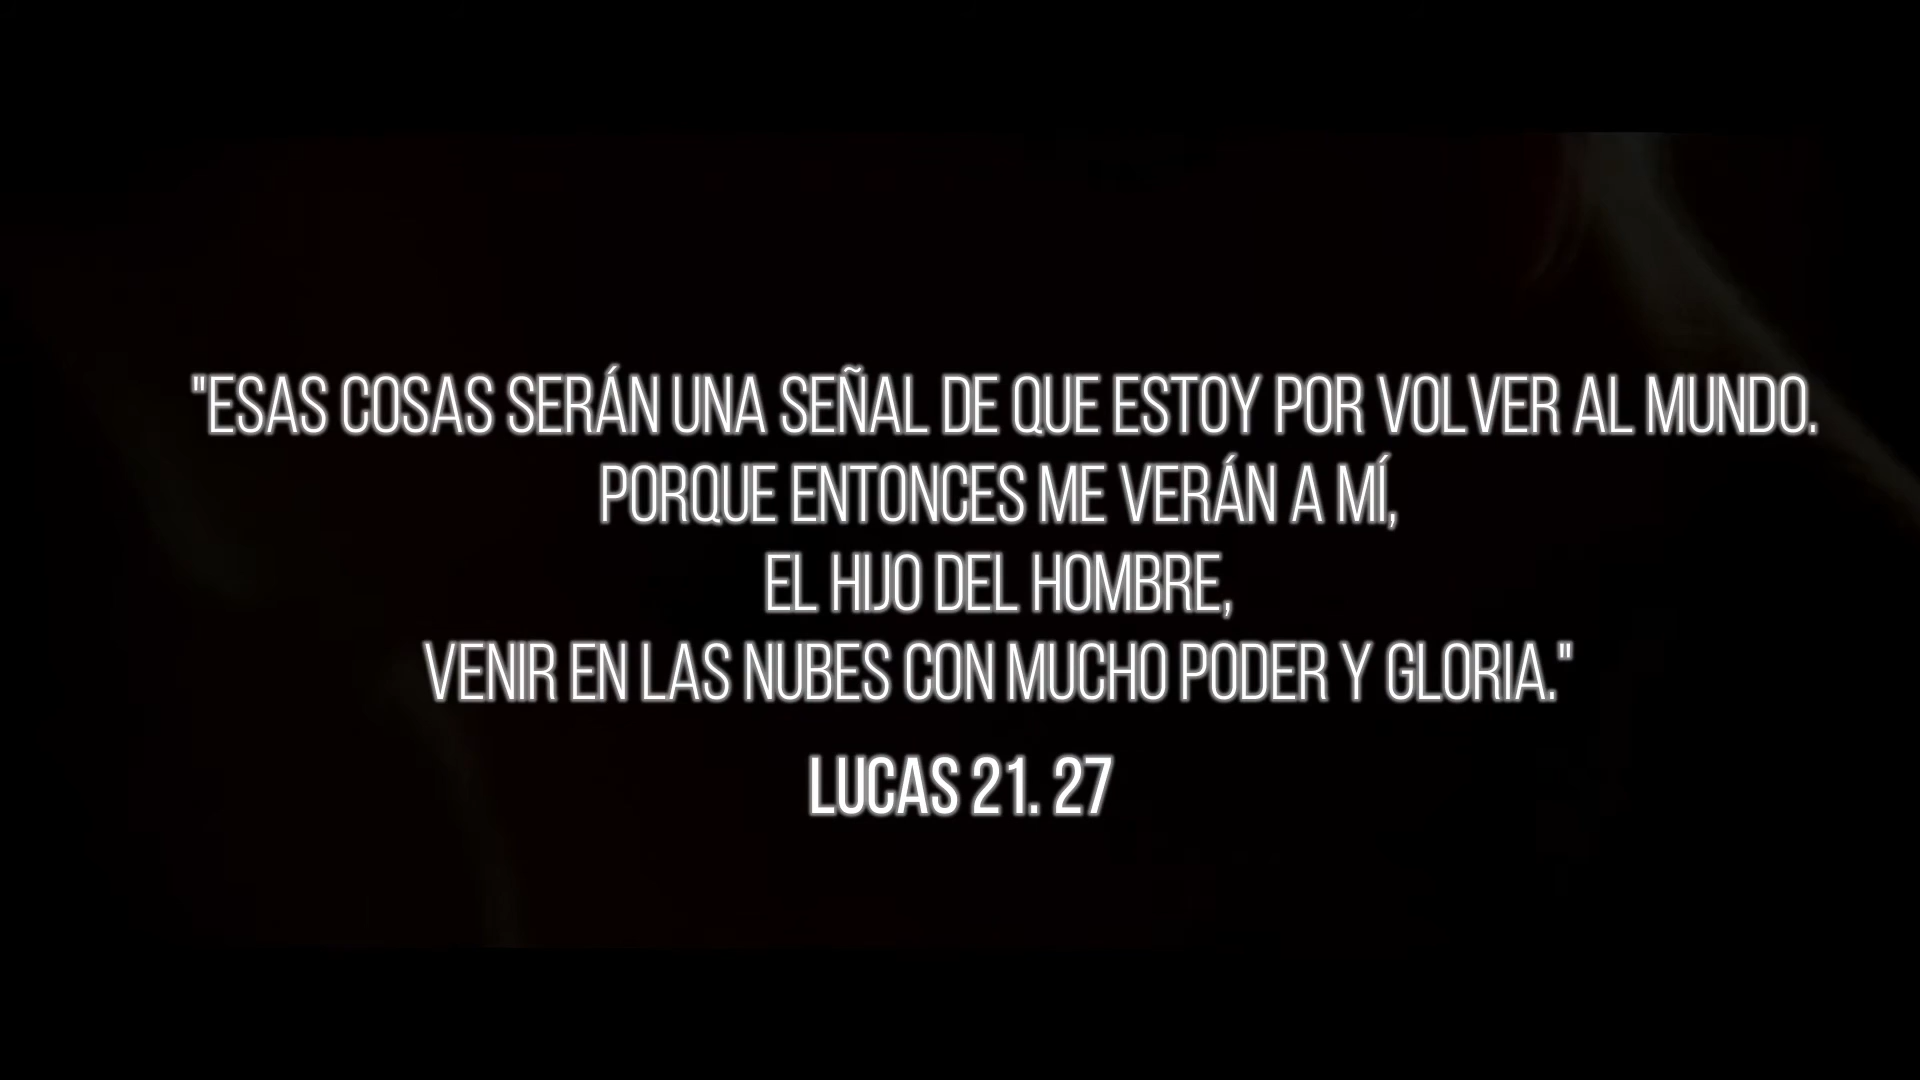 "ESAS COSAS SERÁN UNA SEÑAL DE QUE ESTOY POR VOLVER AL MUNDO.
PORQUE ENTONCES ME VERÁN A MÍ,
EL HIJO DEL HOMBRE,
VENIR EN LAS NUBES CON MUCHO PODER Y GLORIA."
LUCAS 21. 27